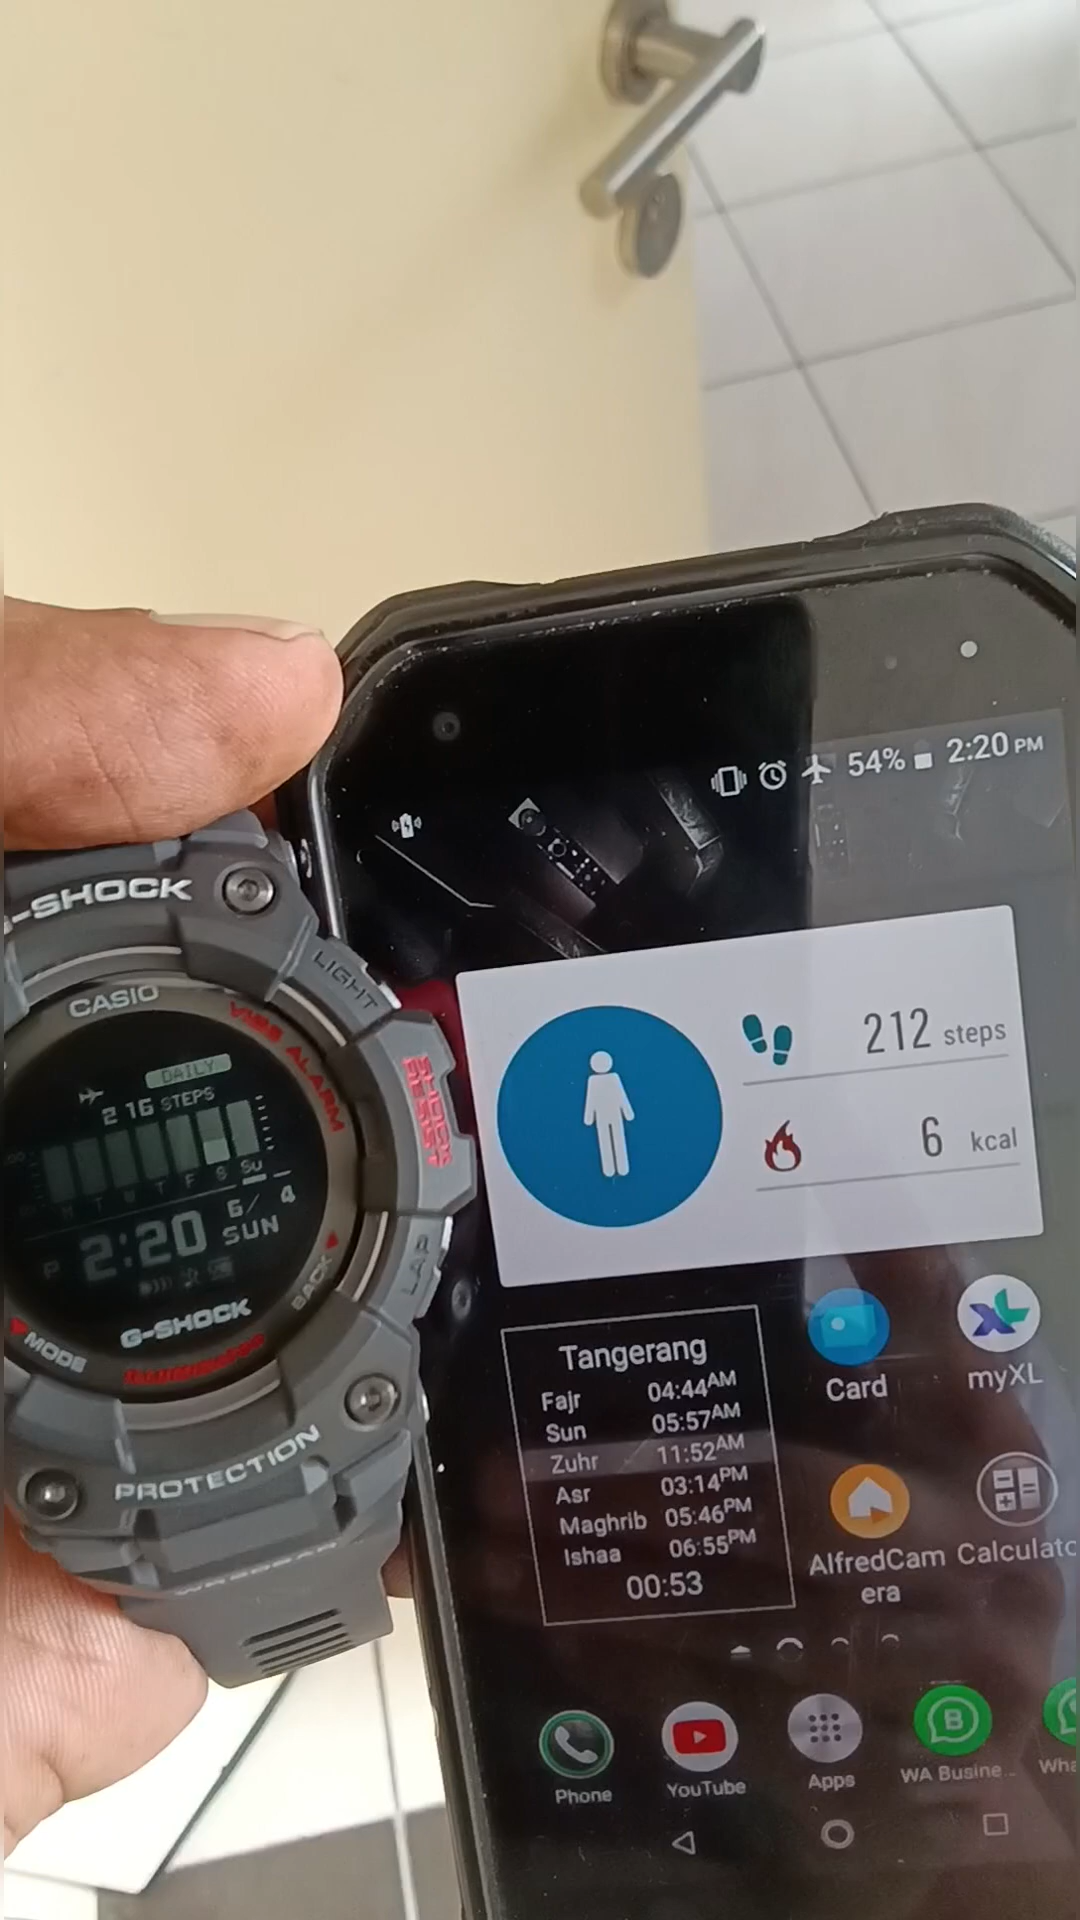 54% 2:20 PM
G-SHOCK
LIGHT
CASIO
VIBE ALARM
SHOCK
RESIST
DAILY
216 STEPS
T W T F S Su
6/ 4
P 2:20 SUN
BACK
LAP
MODE
G-SHOCK
ILLUMINATOR
PROTECTION
212 steps
6 kcal
Tangerang
Fajr 04:44AM
Sun 05:57AM
Zuhr 11:52AM
Asr 03:14PM
Maghrib 05:46PM
Ishaa 06:55PM
00:53
Card
myXL
AlfredCam
era
Calculato
Phone
YouTube
Apps
B
WA Busine...
Wha